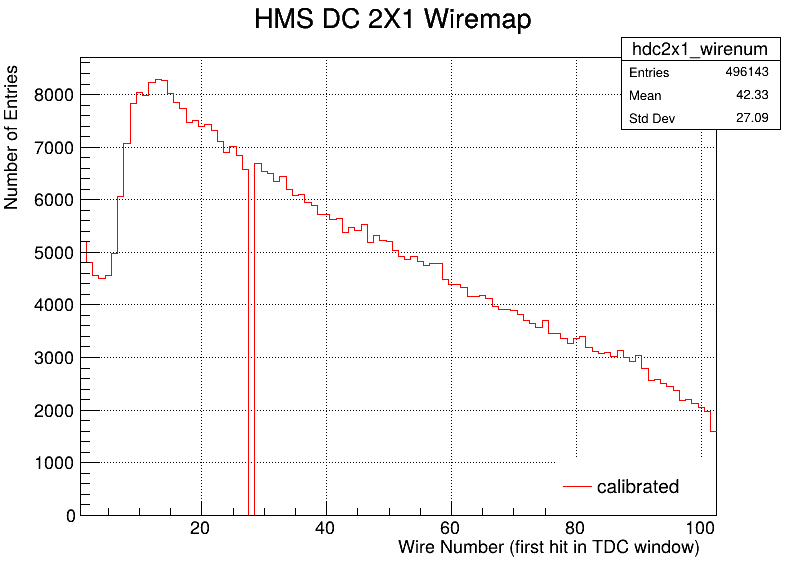 HMS DC 2X1 Wiremap
hdc2x1_wirenum
Entries 496143
Mean 42.33
Std Dev 27.09
Number of Entries
8000
7000
6000
5000
4000
3000
2000
1000
0
20 40 60 80 100
calibrated
Wire Number (first hit in TDC window)